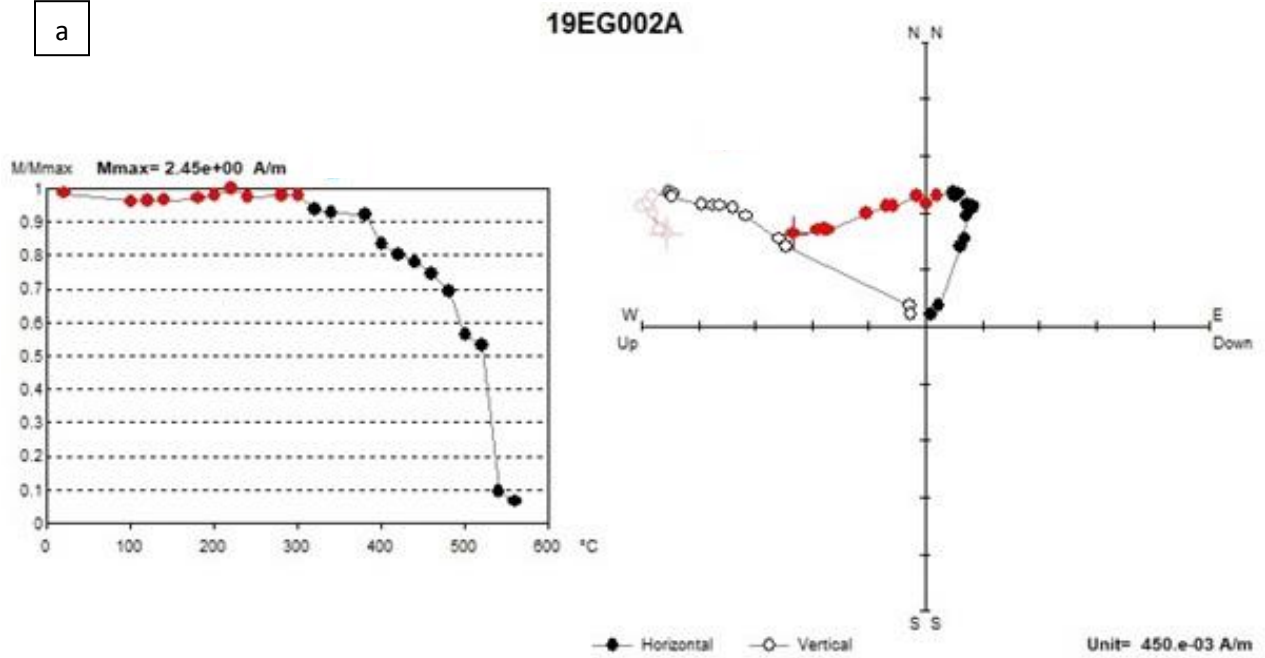 a
19EG002A
M/Mmax Mmax= 2.45e+00 A/m
1
0.9
0.8
0.7
0.6
0.5
0.4
0.3
0.2
0.1
0
0 100 200 300 400 500 600 °C
N N
W E
Up Down
S S
Horizontal Vertical Unit= 450.e-03 A/m